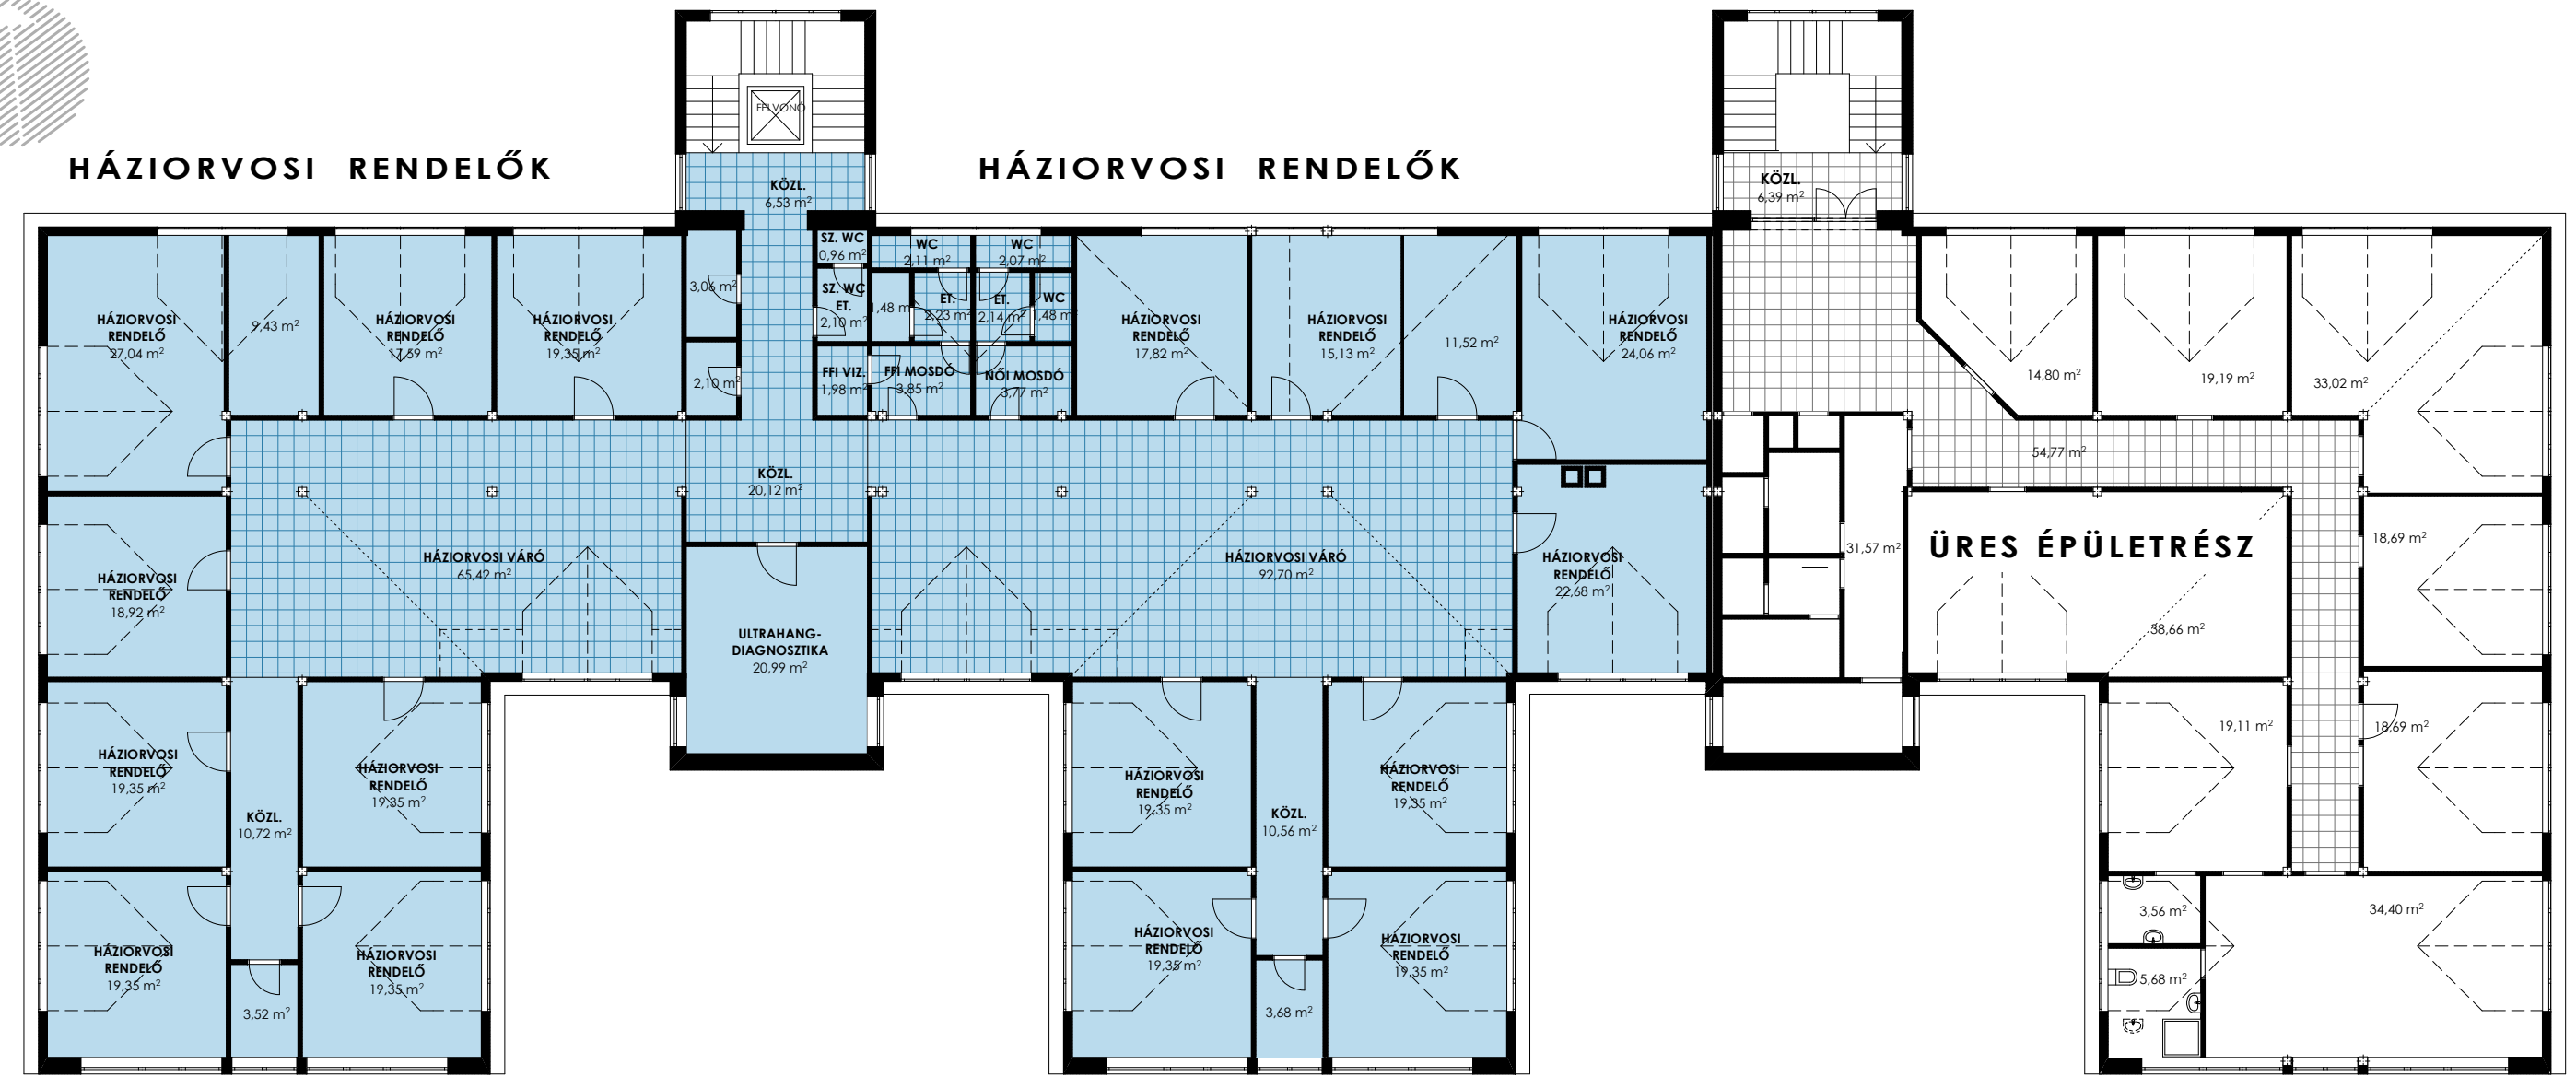 FELVONÓ
HÁZIORVOSI RENDELŐK
HÁZIORVOSI RENDELŐK
KÖZL.
6,53 m²
KÖZL.
6,39 m²
HÁZIORVOSI
RENDELŐ
27,04 m²
9,43 m²
HÁZIORVOSI
RENDELŐ
17,59 m²
HÁZIORVOSI
RENDELŐ
19,35 m²
3,06 m²
2,10 m²
SZ. WC
0,96 m²
SZ. WC
ET.
2,10 m²
FFI VIZ.
1,98 m²
WC
2,11 m²
WC
2,07 m²
1,48 m
ET.
2,23 m²
ET.
2,14 m²
WC
1,48 m²
FFI MOSDÓ
3,85 m²
NŐI MOSDÓ
3,77 m²
HÁZIORVOSI
RENDELŐ
17,82 m²
HÁZIORVOSI
RENDELŐ
15,13 m²
11,52 m²
HÁZIORVOSI
RENDELŐ
24,06 m²
14,80 m²
19,19 m²
33,02 m²
KÖZL.
20,12 m²
54,77 m²
HÁZIORVOSI
RENDELŐ
18,92 m²
HÁZIORVOSI VÁRÓ
65,42 m²
HÁZIORVOSI VÁRÓ
92,70 m²
HÁZIORVOSI
RENDELŐ
22,68 m²
31,57 m²
ÜRES ÉPÜLETRÉSZ
38,66 m²
18,69 m²
ULTRAHANG-
DIAGNOSZTIKA
20,99 m²
19,11 m²
18,69 m²
HÁZIORVOSI
RENDELŐ
19,35 m²
KÖZL.
10,72 m²
HÁZIORVOSI
RENDELŐ
19,35 m²
HÁZIORVOSI
RENDELŐ
19,35 m²
KÖZL.
10,56 m²
HÁZIORVOSI
RENDELŐ
19,35 m²
HÁZIORVOSI
RENDELŐ
19,35 m²
3,52 m²
HÁZIORVOSI
RENDELŐ
19,35 m²
HÁZIORVOSI
RENDELŐ
19,35 m²
3,68 m²
HÁZIORVOSI
RENDELŐ
19,35 m²
3,56 m²
34,40 m²
5,68 m²